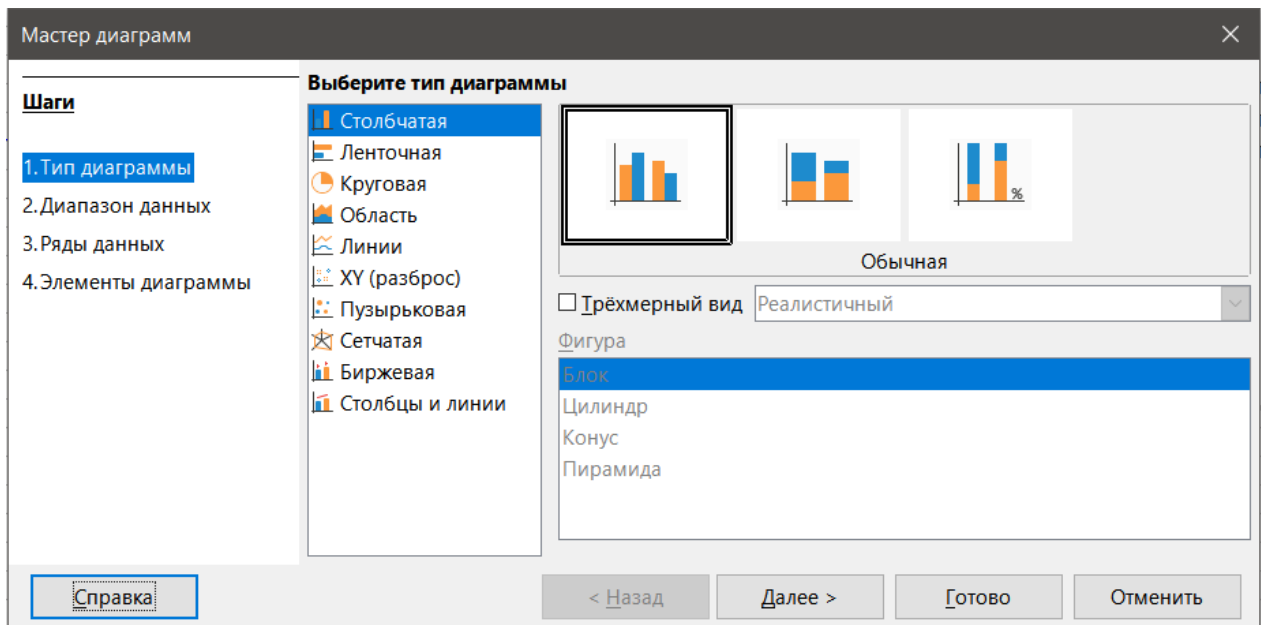 Мастер диаграмм
Шаги
1.Тип диаграммы
2.Диапазон данных
3.Ряды данных
4.Элементы диаграммы
Выберите тип диаграммы
Столбчатая
Ленточная
Круговая
Область
Линии
XY (разброс)
Пузырьковая
Сетчатая
Биржевая
Столбцы и линии
%
Обычная
Трёхмерный вид
Реалистичный
Фигура
Блок
Цилиндр
Конус
Пирамида
Справка
< Назад
Далее >
Готово
Отменить